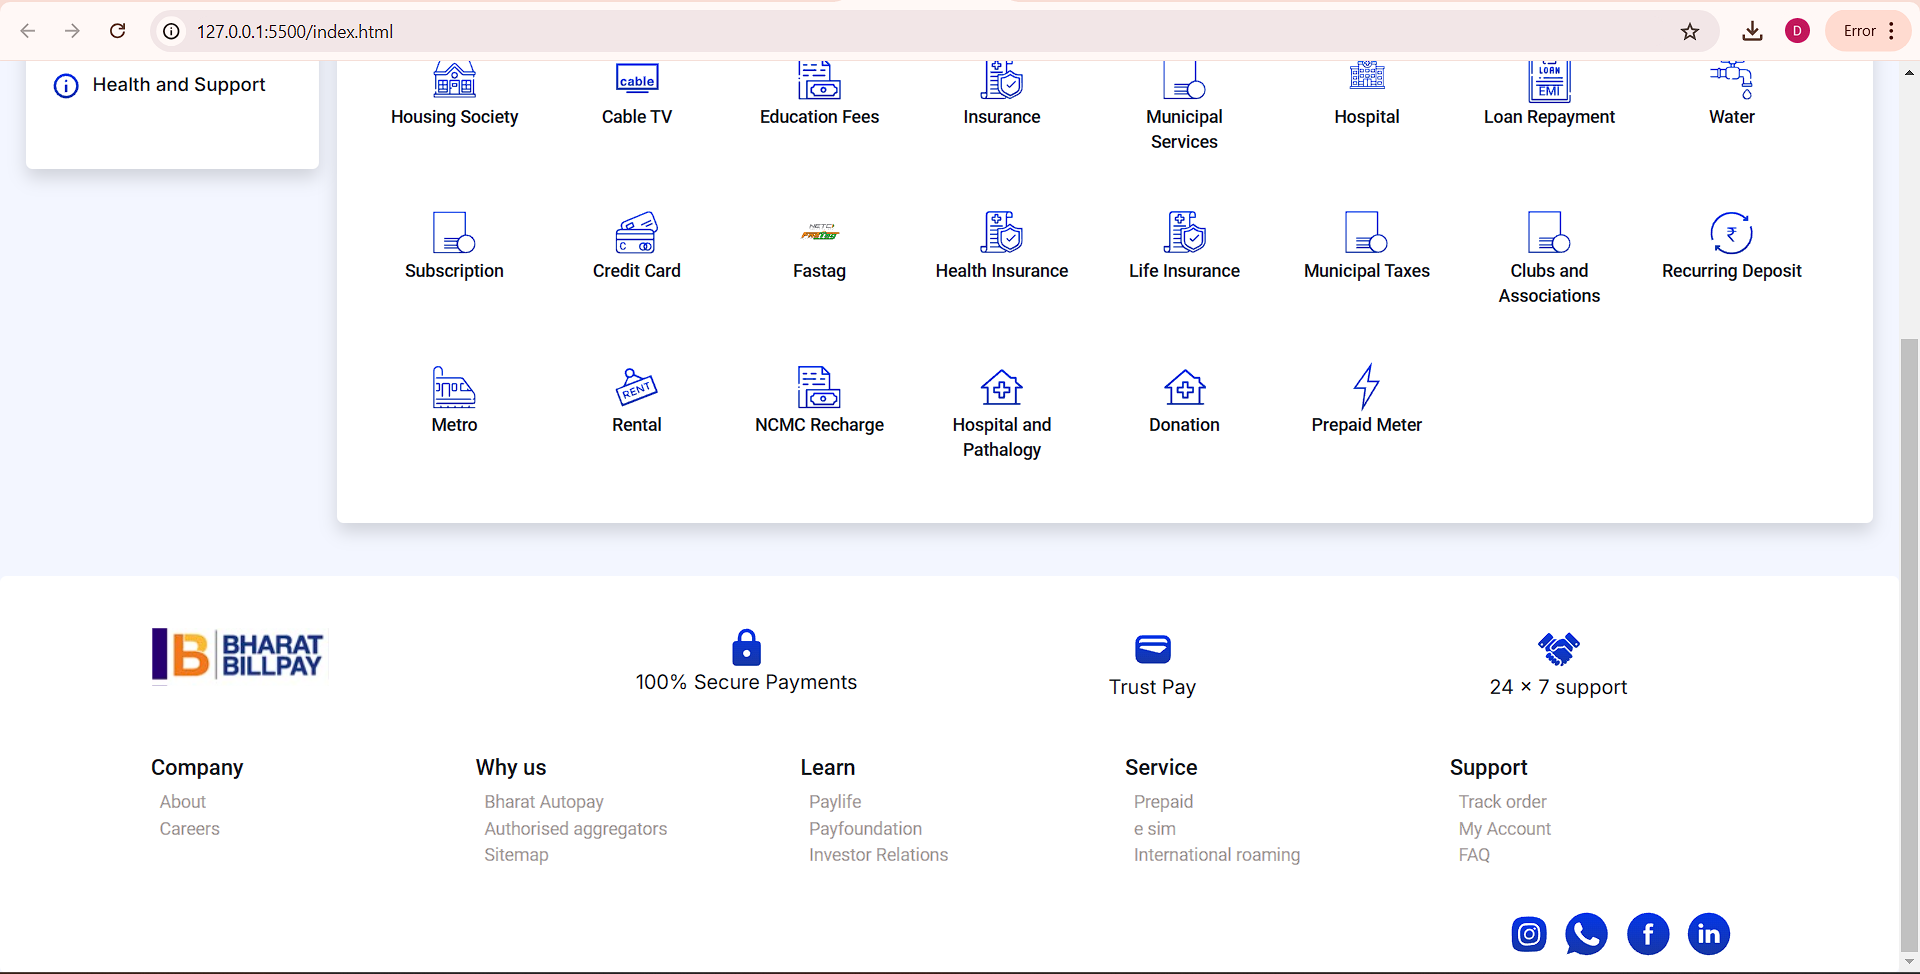 127.0.0.1:5500/index.html
D
Error
Health and Support
cable
LOAN
EMI
Housing Society
Cable TV
Education Fees
Insurance
Municipal
Services
Hospital
Loan Repayment
Water
NETC
FASTag
Subscription
Credit Card
Fastag
Health Insurance
Life Insurance
Municipal Taxes
Clubs and
Associations
Recurring Deposit
RENT
Metro
Rental
NCMC Recharge
Hospital and
Pathalogy
Donation
Prepaid Meter
B BHARAT
BILLPAY
100% Secure Payments
Trust Pay
24 × 7 support
Company
About
Careers
Why us
Bharat Autopay
Authorised aggregators
Sitemap
Learn
Paylife
Payfoundation
Investor Relations
Service
Prepaid
e sim
International roaming
Support
Track order
My Account
FAQ